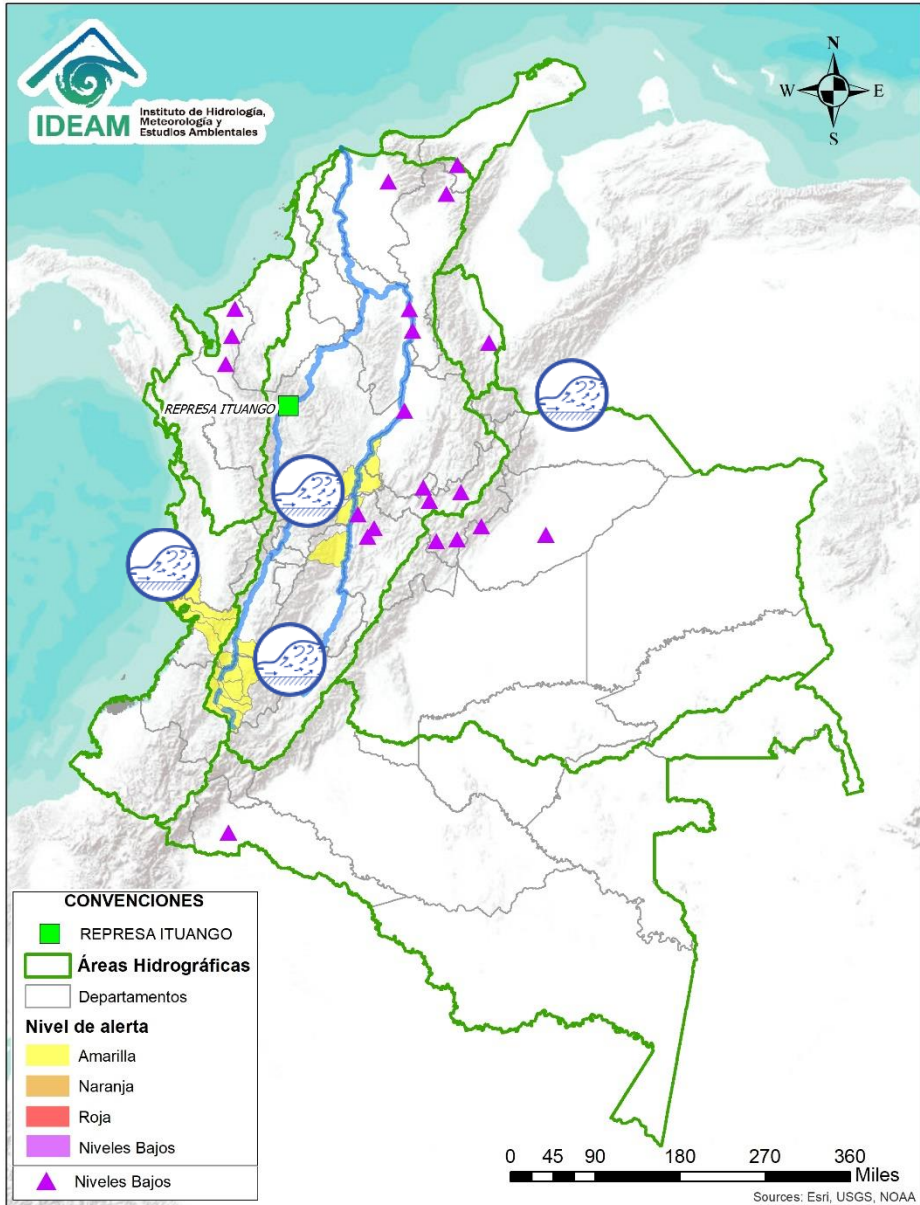 IDEAM
Instituto de Hidrología,
Meteorología y
Estudios Ambientales
N
W
E
S
REPRESA ITUANGO
CONVENCIONES
REPRESA ITUANGO
Áreas Hidrográficas
Departamentos
Nivel de alerta
Amarilla
Naranja
Roja
Niveles Bajos
Niveles Bajos
0 45 90 180 270 360
Miles
Sources: Esri, USGS, NOAA